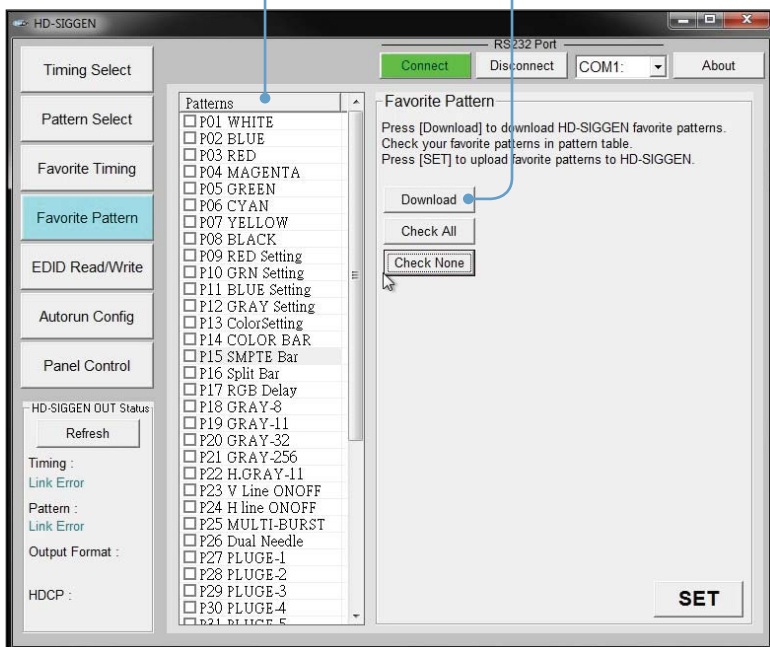 HD-SIGGEN
RS232 Port
Connect
Disconnect
COM1:
About
Timing Select
Pattern Select
Favorite Timing
Favorite Pattern
EDID Read/Write
Autorun Config
Panel Control
HD-SIGGEN OUT Status
Refresh
Timing :
Link Error
Pattern :
Link Error
Output Format :
HDCP :
Patterns
P01 WHITE
P02 BLUE
P03 RED
P04 MAGENTA
P05 GREEN
P06 CYAN
P07 YELLOW
P08 BLACK
P09 RED Setting
P10 GRN Setting
P11 BLUE Setting
P12 GRAY Setting
P13 ColorSetting
P14 COLOR BAR
P15 SMPTE Bar
P16 Split Bar
P17 RGB Delay
P18 GRAY-8
P19 GRAY-11
P20 GRAY-32
P21 GRAY-256
P22 H.GRAY-11
P23 V Line ONOFF
P24 H line ONOFF
P25 MULTI-BURST
P26 Dual Needle
P27 PLUGE-1
P28 PLUGE-2
P29 PLUGE-3
P30 PLUGE-4
P31 PLUGE-5
Favorite Pattern
Press [Download] to download HD-SIGGEN favorite patterns.
Check your favorite patterns in pattern table.
Press [SET] to upload favorite patterns to HD-SIGGEN.
Download
Check All
Check None
SET